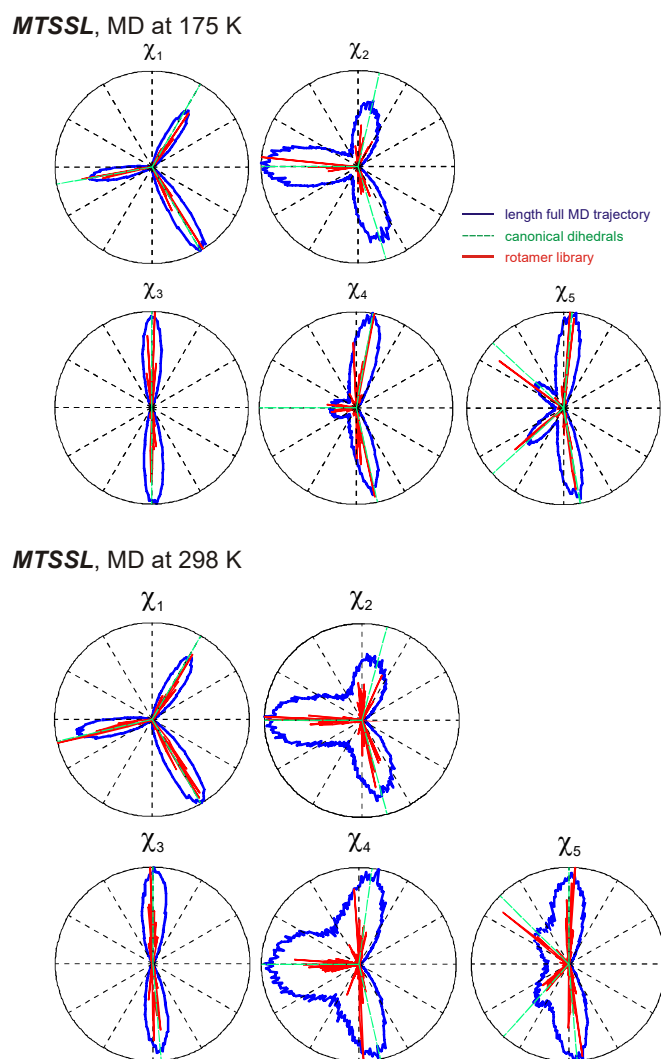 MTSSL, MD at 175 K
χ1 χ2
length full MD trajectory
canonical dihedrals
rotamer library
χ3 χ4 χ5
MTSSL, MD at 298 K
χ1 χ2
χ3 χ4 χ5